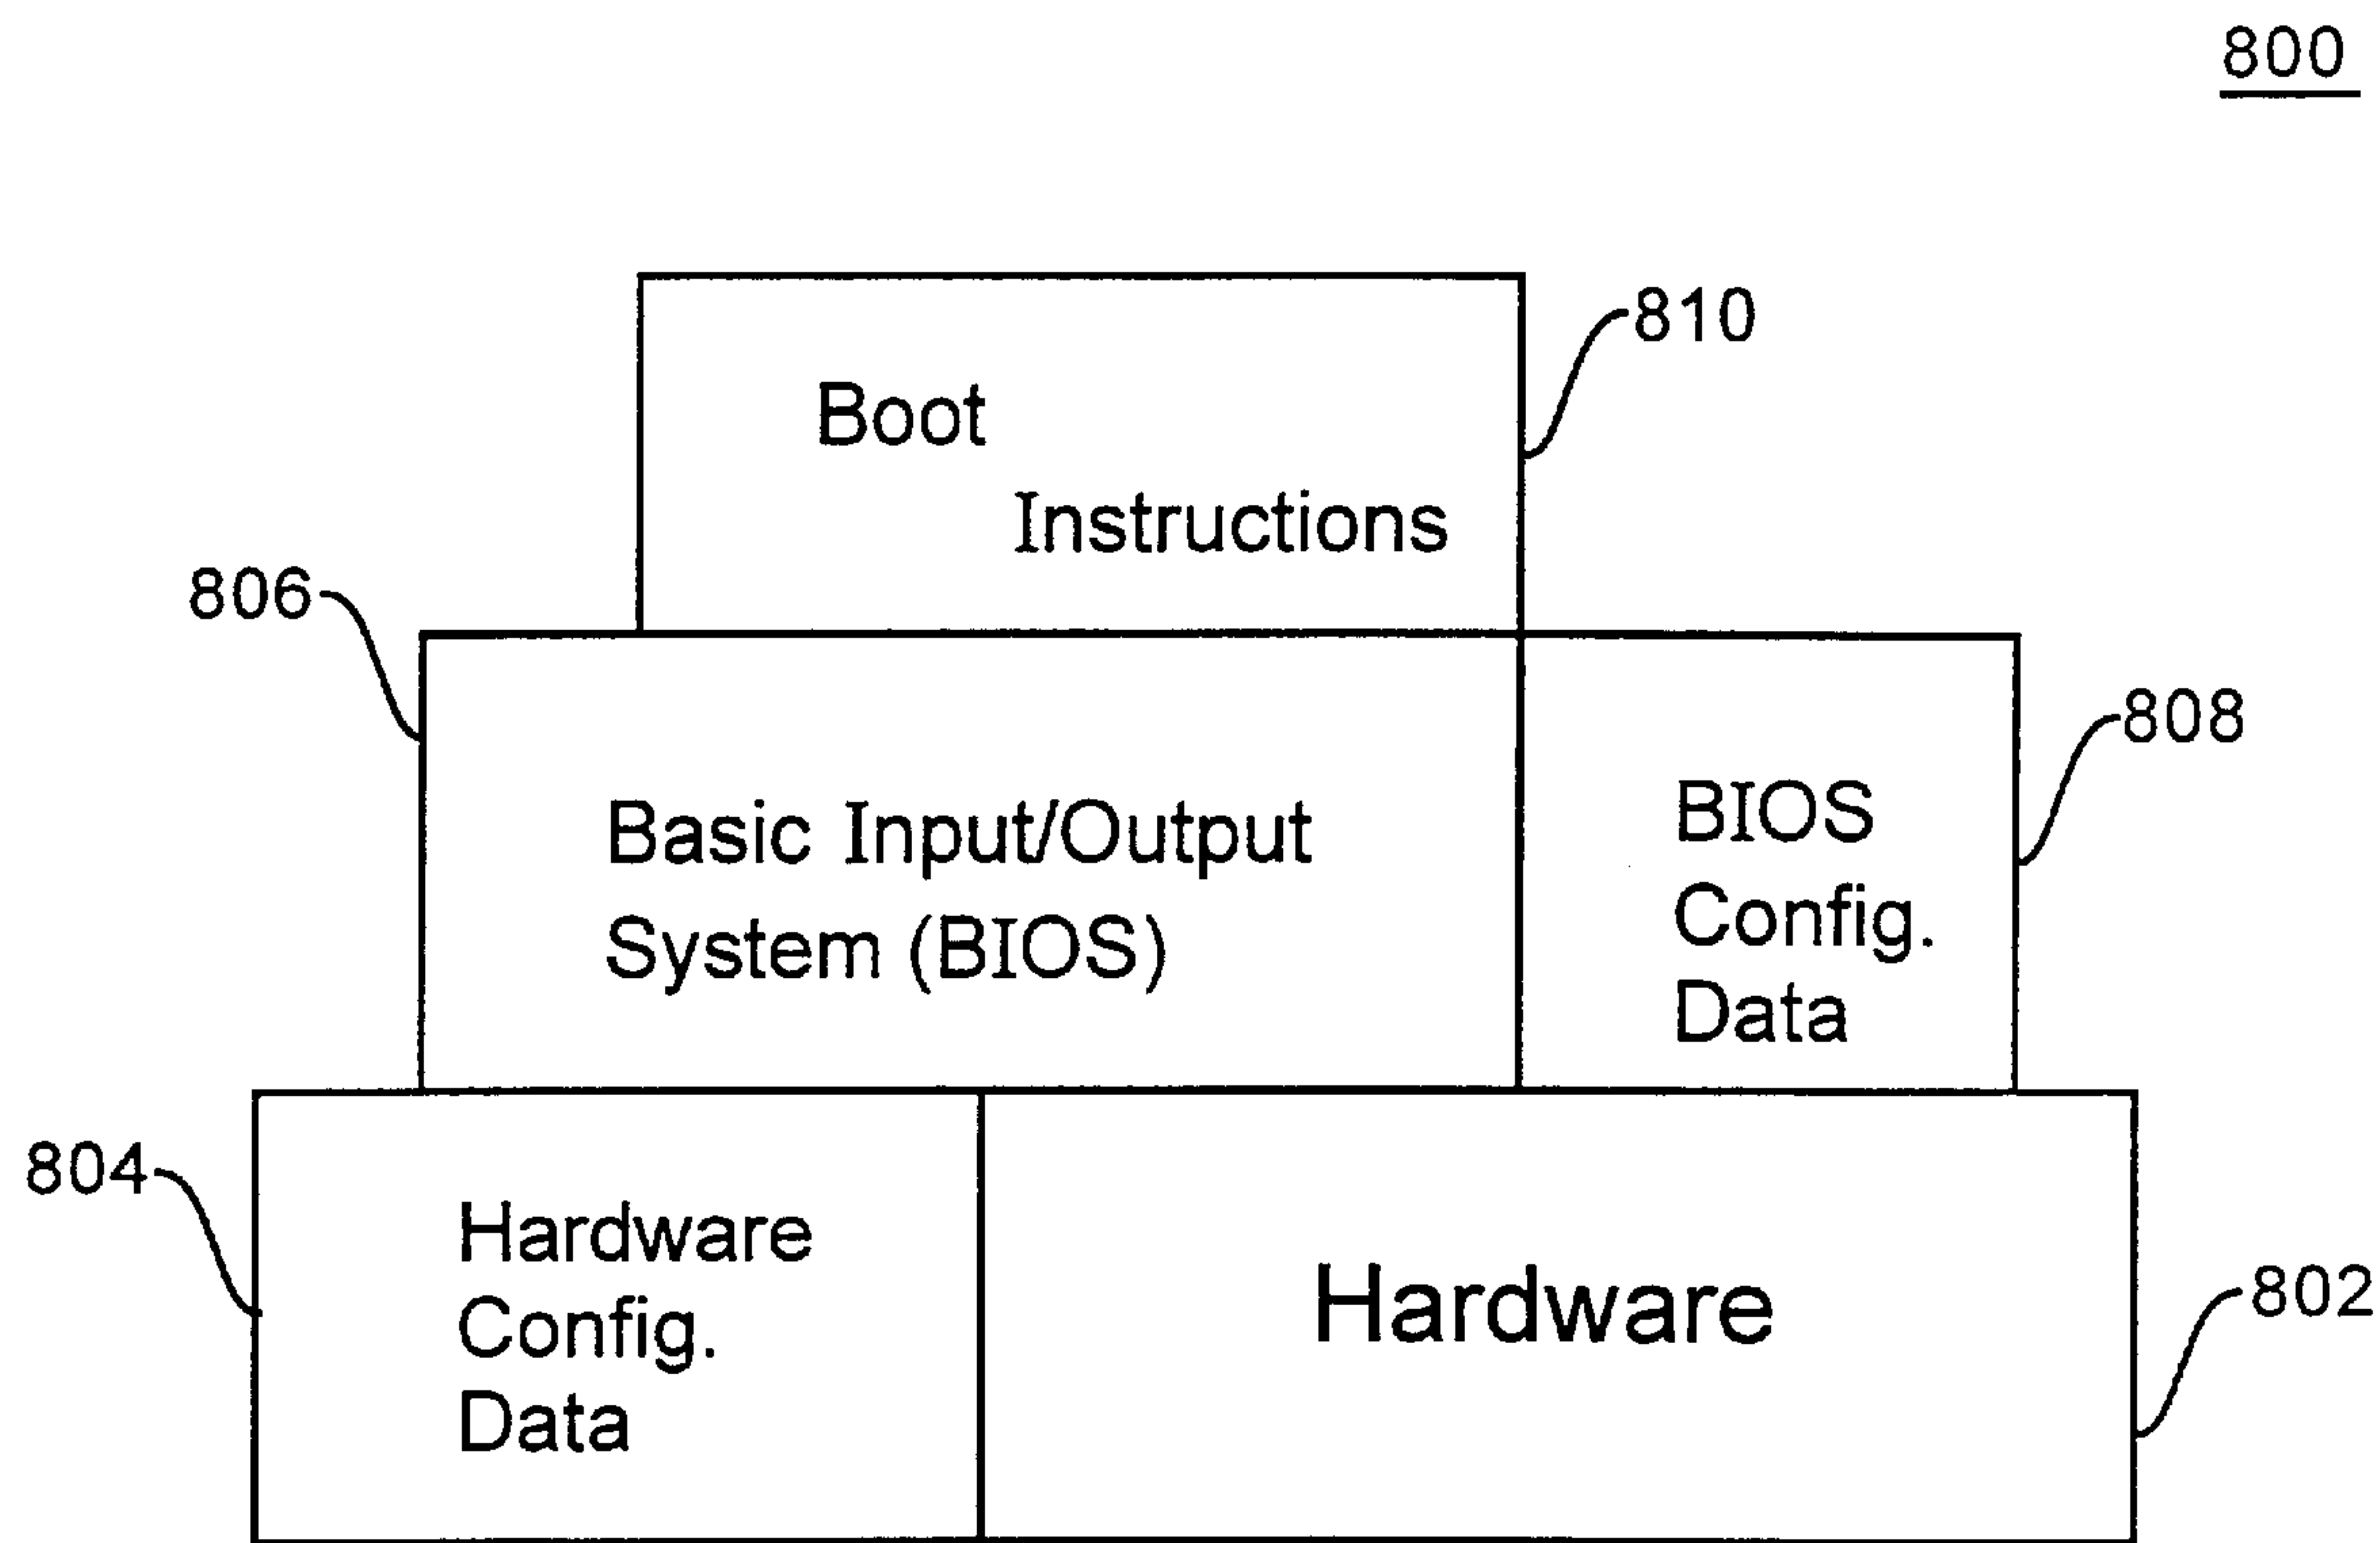 800
810
Boot
Instructions
806
808
Basic Input/Output
System (BIOS)
BIOS
Config.
Data
804
Hardware
Config.
Data
Hardware
802